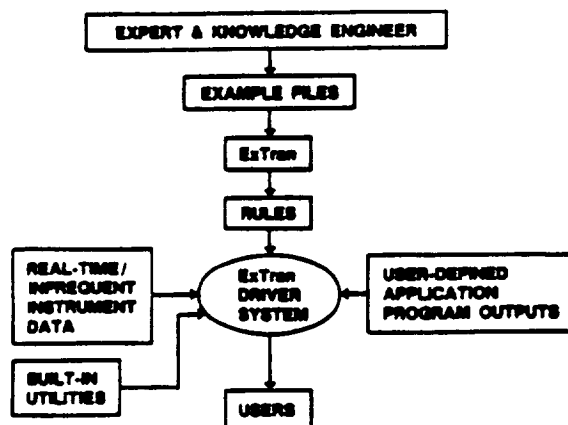 EXPERT & KNOWLEDGE ENGINEER
EXAMPLE FILES
ExTran
RULES
REAL-TIME/
INFREQUENT
INSTRUMENT
DATA
ExTran
DRIVER
SYSTEM
USER-DEFINED
APPLICATION
PROGRAM OUTPUTS
BUILT-IN
UTILITIES
USERS